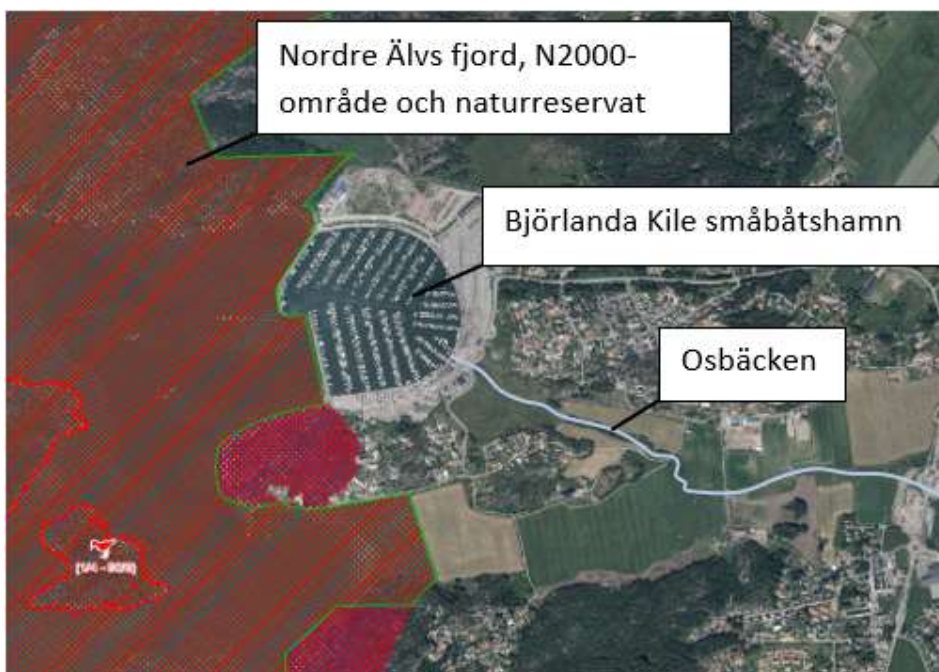 Nordre Älvs fjord, N2000-
område och naturreservat
Björlanda Kile småbåtshamn
Osbäcken